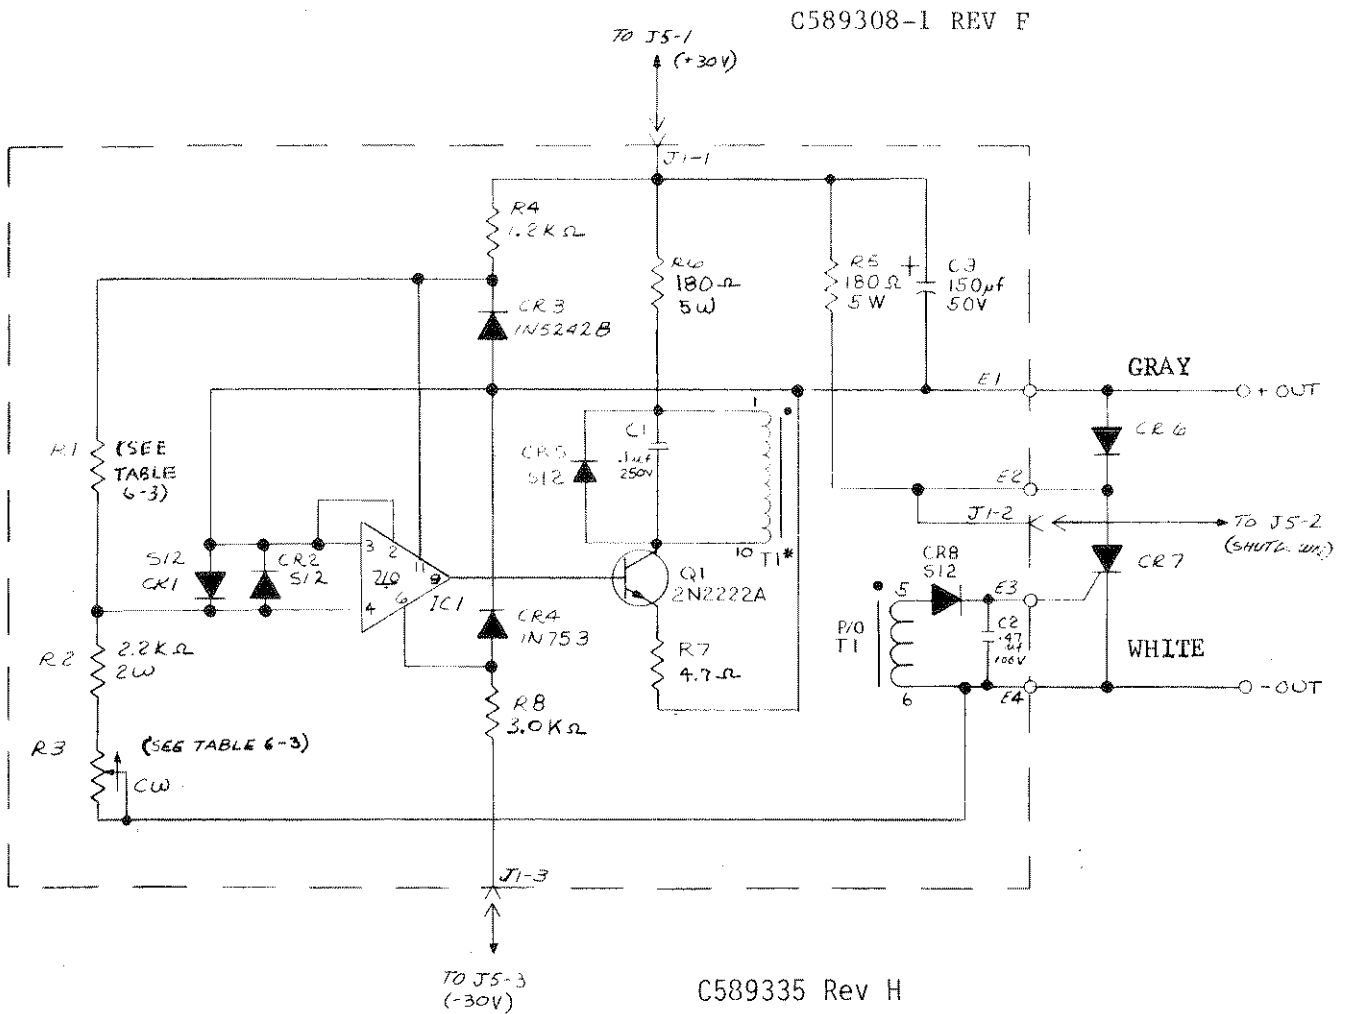 C589308-1 REV F
TO J5-1
(+30V)
J1-1
R4
1.2KΩ
R6
180Ω
5W
R5
180Ω
5W
+
C3
150µf
50V
CR3
1N5242B
E1
GRAY
+ OUT
R1
(SEE
TABLE
6-3)
C1
.1µf
250V
CR5
S12
1
10
T1*
CR6
E2
J1-2
TO J5-2
S12
CR1
CR2
S12
3
2
710
11
9
4
6
IC1
Q1
2N2222A
CR8
S12
E3
CR7
CR4
1N753
P/O
T1
5
6
C2
.47
µf
100V
E4
WHITE
- OUT
R2
2.2KΩ
2W
R7
4.7Ω
R8
3.0KΩ
R3
(SEE TABLE 6-3)
CW
J1-3
TO J5-3
(-30V)
C589335 Rev H